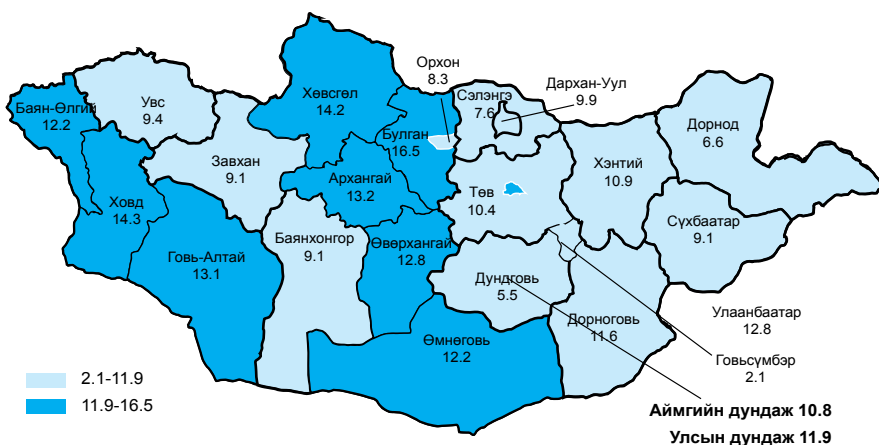 Орхон
8.3
Дархан-Уул
9.9
Хөвсгөл
14.2
Сэлэнгэ
7.6
Увс
9.4
Баян-Өлгий
12.2
Булган
16.5
Дорнод
6.6
Завхан
9.1
Хэнтий
10.9
Архангай
13.2
Төв
10.4
Ховд
14.3
Сүхбаатар
9.1
Баянхонгор
9.1
Өвөрхангай
12.8
Говь-Алтай
13.1
Дундговь
5.5
Улаанбаатар
12.8
Дорноговь
11.6
Өмнөговь
12.2
Говьсүмбэр
2.1
2.1-11.9
11.9-16.5
Аймгийн дундаж 10.8
Улсын дундаж 11.9